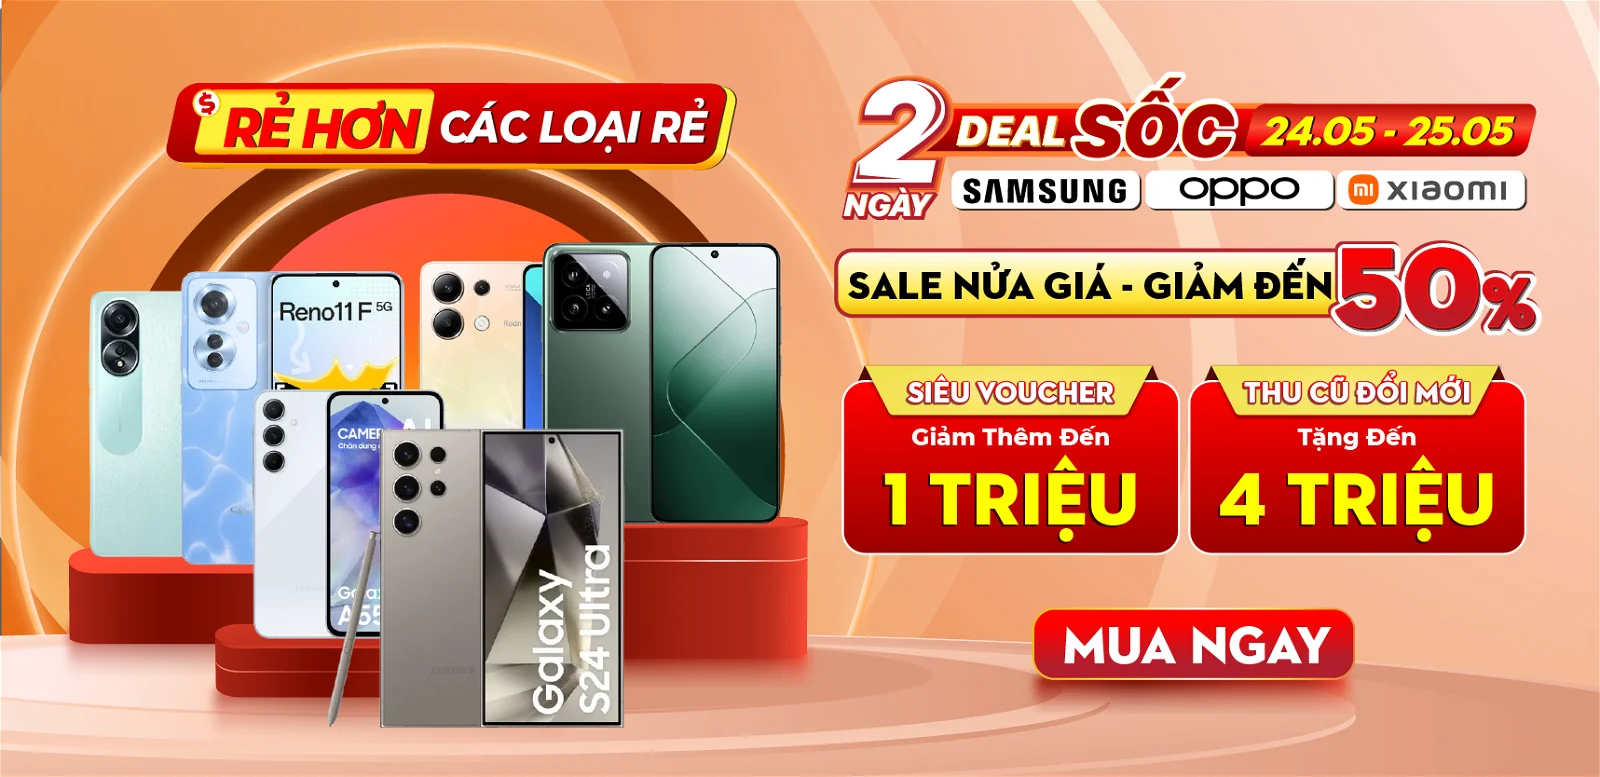 $ RẺ HƠN CÁC LOẠI RẺ
2 NGÀY DEAL SỐC 24.05 - 25.05
SAMSUNG oppo mi xiaomi
SALE NỬA GIÁ - GIẢM ĐẾN 50%
SIÊU VOUCHER
Giảm Thêm Đến
1 TRIỆU
THU CŨ ĐỔI MỚI
Tặng Đến
4 TRIỆU
MUA NGAY
Reno11 F 5G
Galaxy
S24 Ultra